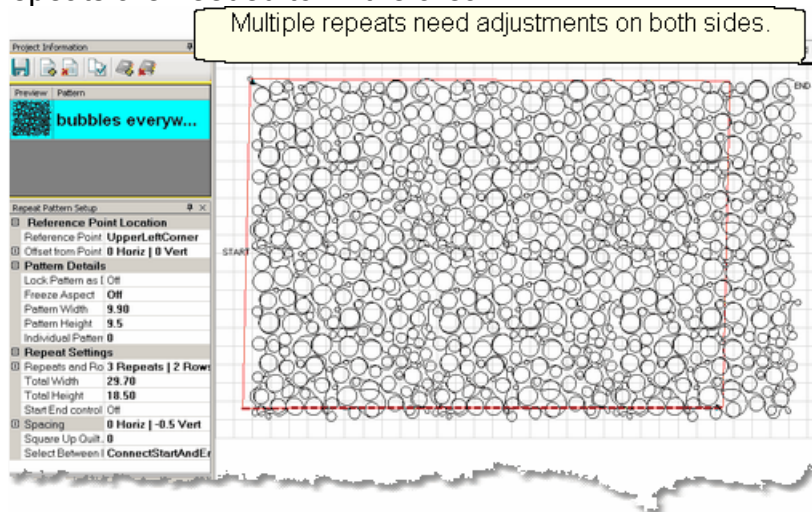 Multiple repeats need adjustments on both sides.
Project Information
Preview Pattern
bubbles everyw...
Repeat Pattern Setup
Reference Point Location
Reference Point UpperLeftCorner
Offset from Point 0 Horiz | 0 Vert
Pattern Details
Lock Pattern as I Off
Freeze Aspect Off
Pattern Width 9.90
Pattern Height 9.5
Individual Pattern 0
Repeat Settings
Repeats and Ro 3 Repeats | 2 Rows
Total Width 29.70
Total Height 18.50
Start End control Off
Spacing 0 Horiz | -0.5 Vert
Square Up Quilt. 0
Select Between I ConnectStartAndEr
START
END